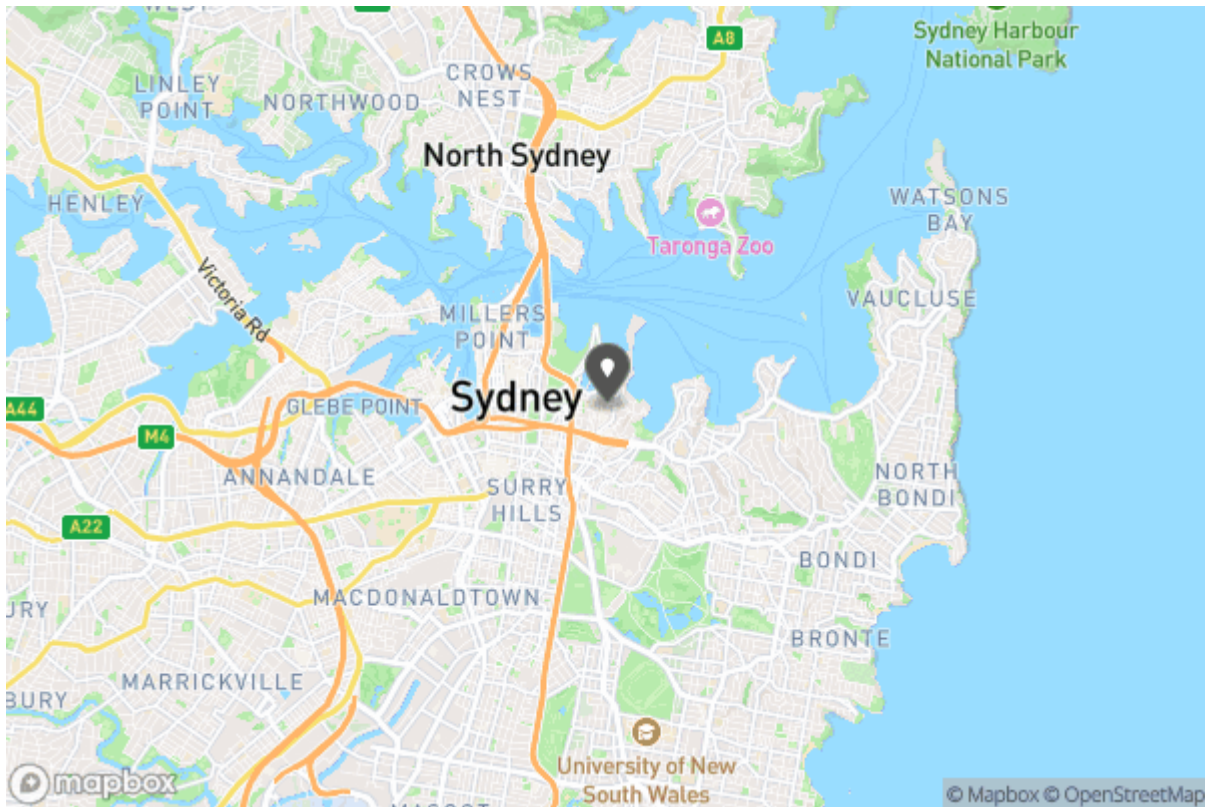 WEST
A8
Sydney Harbour
National Park
CROWS
NEST
LINLEY
POINT
NORTHWOOD
North Sydney
HENLEY
WATSONS
BAY
Taronga Zoo
Victoria Rd
VAUCLUSE
MILLERS
POINT
Sydney
GLEBE POINT
A44
M4
ANNANDALE
NORTH
BONDI
SURRY
HILLS
A22
BONDI
MACDONALDTOWN
URY
BRONTE
MARRICKVILLE
BURY
University of New
South Wales
mapbox
MASCOT
© Mapbox © OpenStreetMap